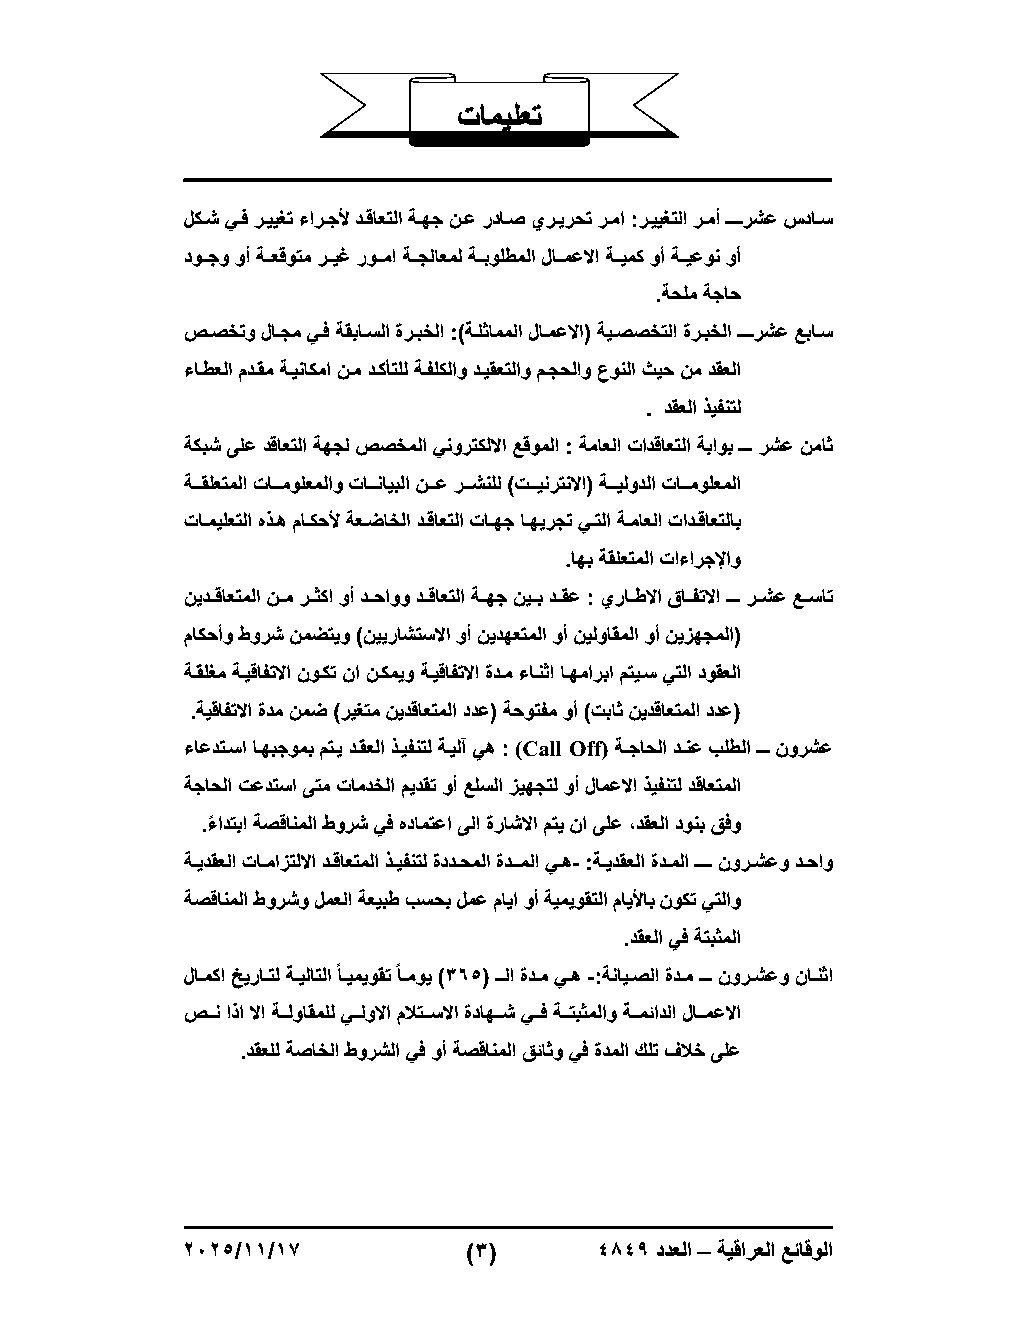 تعليمات
سادس عشر— أمر التغيير: امر تحريري صادر عن جهة التعاقد لأجراء تغيير في شكل
أو نوعية أو كمية الاعمال المطلوبة لمعالجة امور غير متوقعة أو وجود
حاجة ملحة.
سابع عشر— الخبرة التخصصية (الاعمال المماثلة): الخبرة السابقة في مجال وتخصص
العقد من حيث النوع والحجم والتعقيد والكلفة للتأكد من امكانية مقدم العطاء
لتنفيذ العقد .
ثامن عشر — بوابة التعاقدات العامة : الموقع الالكتروني المخصص لجهة التعاقد على شبكة
المعلومات الدولية (الانترنيت) للنشر عن البيانات والمعلومات المتعلقة
بالتعاقدات العامة التي تجريها جهات التعاقد الخاضعة لأحكام هذه التعليمات
والإجراءات المتعلقة بها.
تاسع عشر — الاتفاق الاطاري : عقد بين جهة التعاقد وواحد أو اكثر من المتعاقدين
(المجهزين أو المقاولين أو المتعهدين أو الاستشاريين) ويتضمن شروط وأحكام
العقود التي سيتم ابرامها اثناء مدة الاتفاقية ويمكن ان تكون الاتفاقية مغلقة
(عدد المتعاقدين ثابت) أو مفتوحة (عدد المتعاقدين متغير) ضمن مدة الاتفاقية.
عشرون — الطلب عند الحاجة (Call Off) : هي آلية لتنفيذ العقد يتم بموجبها استدعاء
المتعاقد لتنفيذ الاعمال أو لتجهيز السلع أو تقديم الخدمات متى استدعت الحاجة
وفق بنود العقد، على ان يتم الاشارة الى اعتماده في شروط المناقصة ابتداءً.
واحد وعشرون — المدة العقدية: -هي المدة المحددة لتنفيذ المتعاقد الالتزامات العقدية
والتي تكون بالأيام التقويمية أو ايام عمل بحسب طبيعة العمل وشروط المناقصة
المثبتة في العقد.
اثنان وعشرون — مدة الصيانة:- هي مدة الـ (٣٦٥) يوماً تقويمياً التالية لتاريخ اكمال
الاعمال الدائمة والمثبتة في شهادة الاستلام الاولي للمقاولة الا اذا نص
على خلاف تلك المدة في وثائق المناقصة أو في الشروط الخاصة للعقد.
الوقائع العراقية – العدد ٤٨٤٩ (٣) ٢٠٢٥/١١/١٧